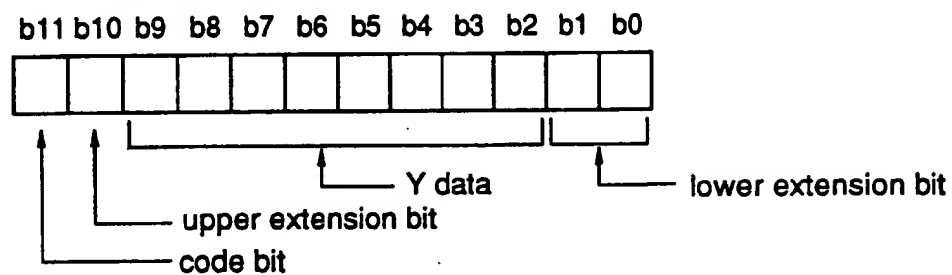 b11 b10 b9 b8 b7 b6 b5 b4 b3 b2 b1 b0
Y data
lower extension bit
upper extension bit
code bit